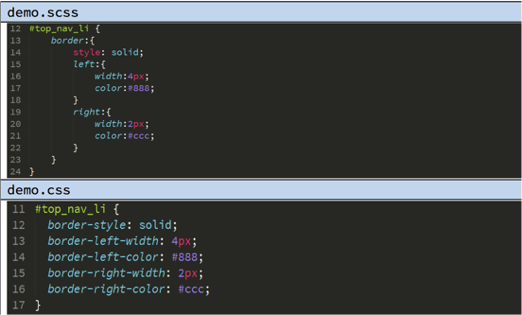 demo.scss
12 #top_nav_li {
13     border:{
14         style: solid;
15         left:{
16             width:4px;
17             color:#888;
18         }
19         right:{
20             width:2px;
21             color:#ccc;
22         }
23     }
24 }
demo.css
11 #top_nav_li {
12   border-style: solid;
13   border-left-width: 4px;
14   border-left-color: #888;
15   border-right-width: 2px;
16   border-right-color: #ccc;
17 }